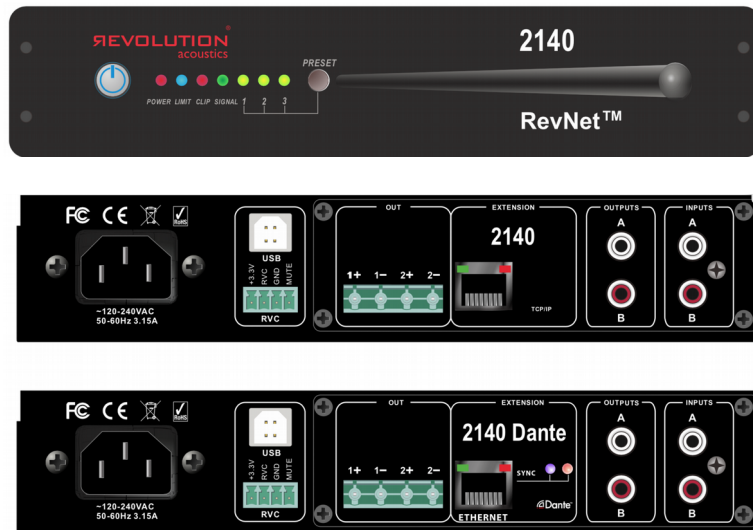 REVOLUTION®
acoustics
2140
PRESET
POWER LIMIT CLIP SIGNAL 1 2 3
RevNet™
FC CE RoHS
~120-240VAC
50-60Hz 3.15A
USB
+3.3V
RVC
GND
MUTE
RVC
OUT
1+ 1- 2+ 2-
EXTENSION
2140
TCP/IP
OUTPUTS
A
B
INPUTS
A
B
FC CE RoHS
~120-240VAC
50-60Hz 3.15A
USB
+3.3V
RVC
GND
MUTE
RVC
OUT
1+ 1- 2+ 2-
EXTENSION
2140 Dante
SYNC
ETHERNET
Dante™
OUTPUTS
A
B
INPUTS
A
B